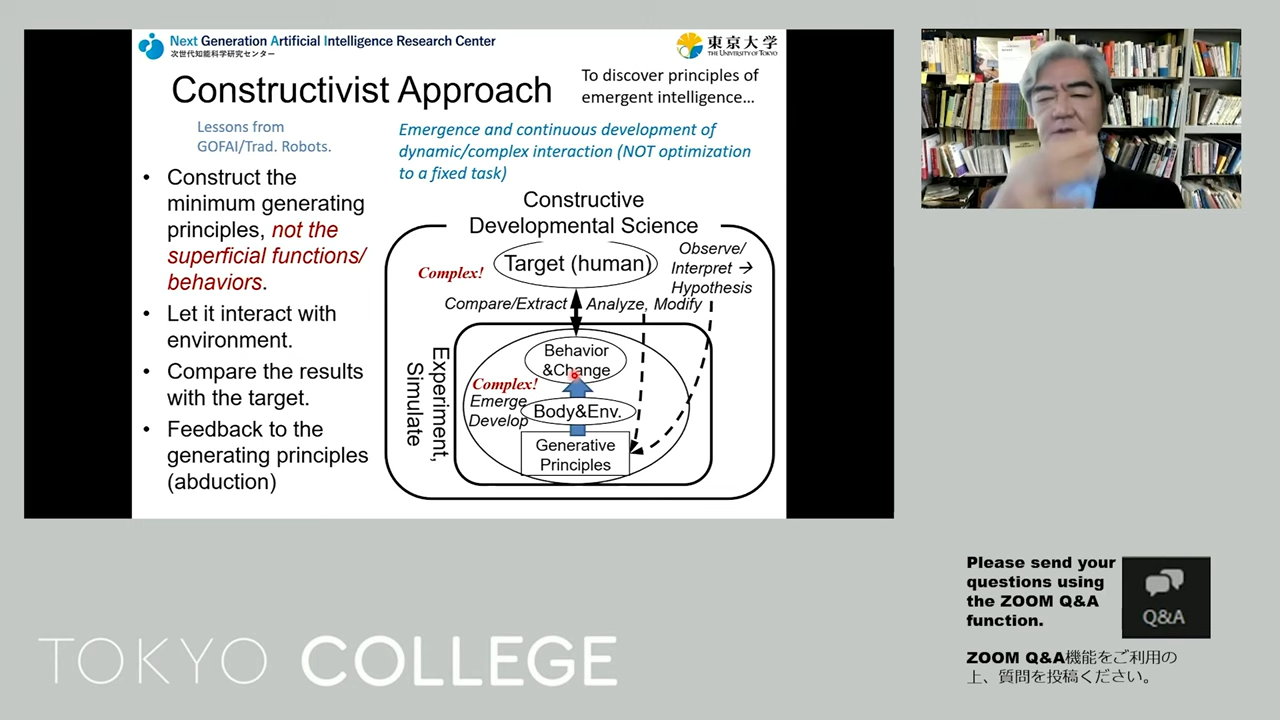 Next Generation Artificial Intelligence Research Center
次世代知能科学研究センター
東京大学
THE UNIVERSITY OF TOKYO
Constructivist Approach
To discover principles of
emergent intelligence…
Lessons from
GOFAI/Trad. Robots.
Emergence and continuous development of
dynamic/complex interaction (NOT optimization
to a fixed task)
• Construct the
minimum generating
principles, not the
superficial functions/
behaviors.
• Let it interact with
environment.
• Compare the results
with the target.
• Feedback to the
generating principles
(abduction)
Constructive
Developmental Science
Complex!
Target (human)
Observe/
Interpret →
Hypothesis
Compare/Extract
Analyze, Modify
Experiment,
Simulate
Behavior
&Change
Complex!
Emerge
Develop
Body&Env.
Generative
Principles
Please send your
questions using
the ZOOM Q&A
function.
Q&A
ZOOM Q&A機能をご利用の
上、質問を投稿ください。
TOKYO COLLEGE